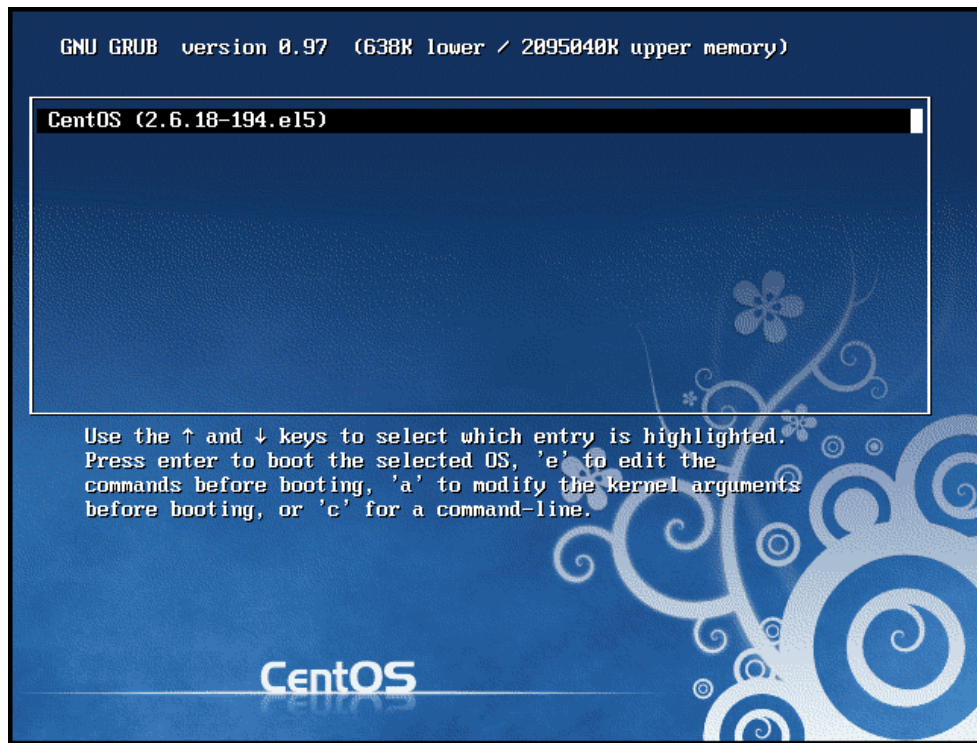 GNU GRUB  version 0.97  (638K lower / 2095040K upper memory)
CentOS (2.6.18-194.el5)
Use the ↑ and ↓ keys to select which entry is highlighted.
Press enter to boot the selected OS, 'e' to edit the
commands before booting, 'a' to modify the kernel arguments
before booting, or 'c' for a command-line.
CentOS